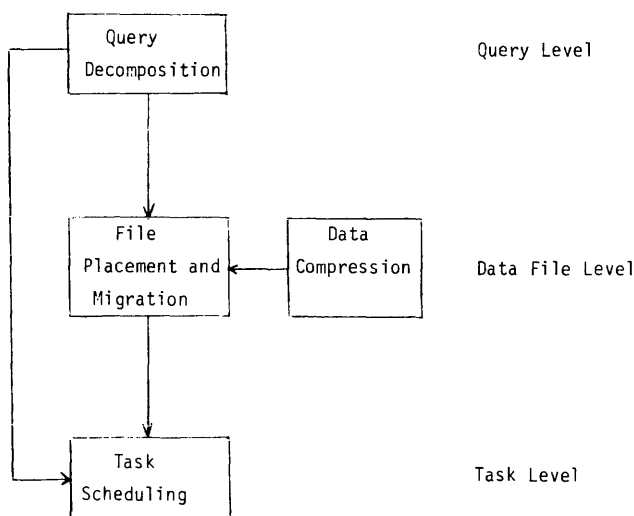 Query
Decomposition
Query Level
File
Placement and
Migration
Data
Compression
Data File Level
Task
Scheduling
Task Level